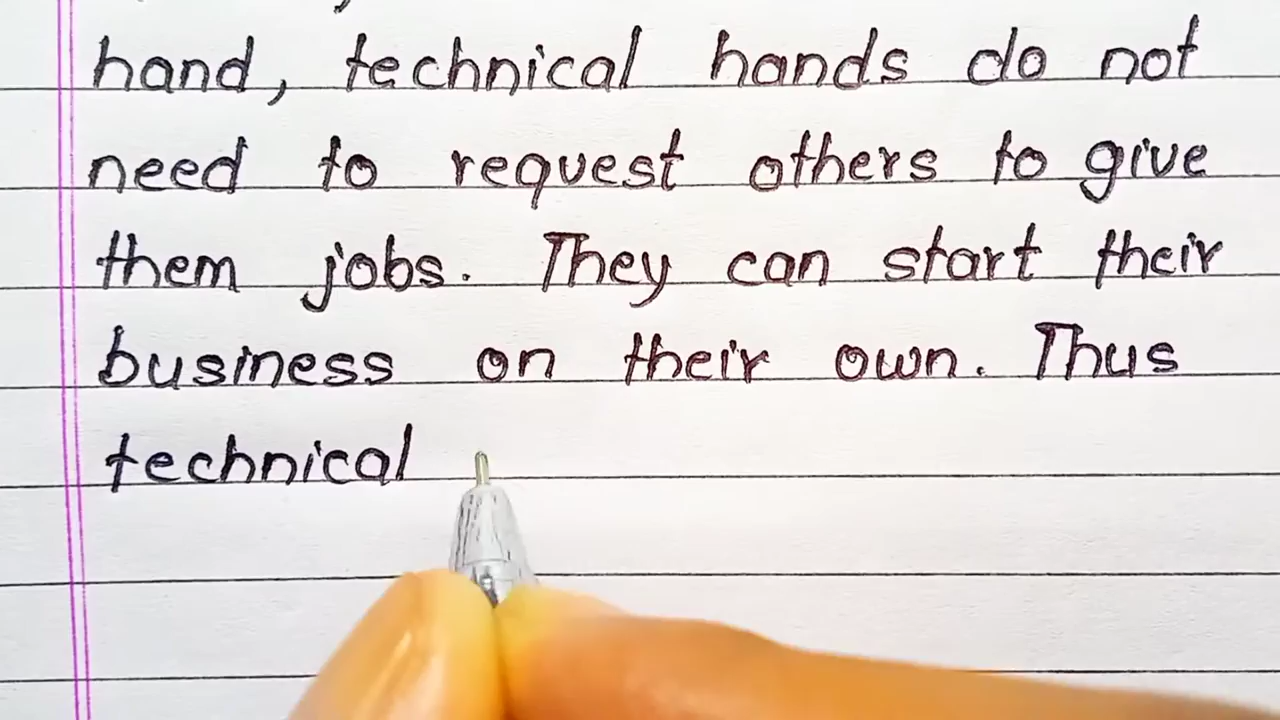 hand, technical hands do not
need to request others to give
them jobs. They can start their
business on their own. Thus
technical